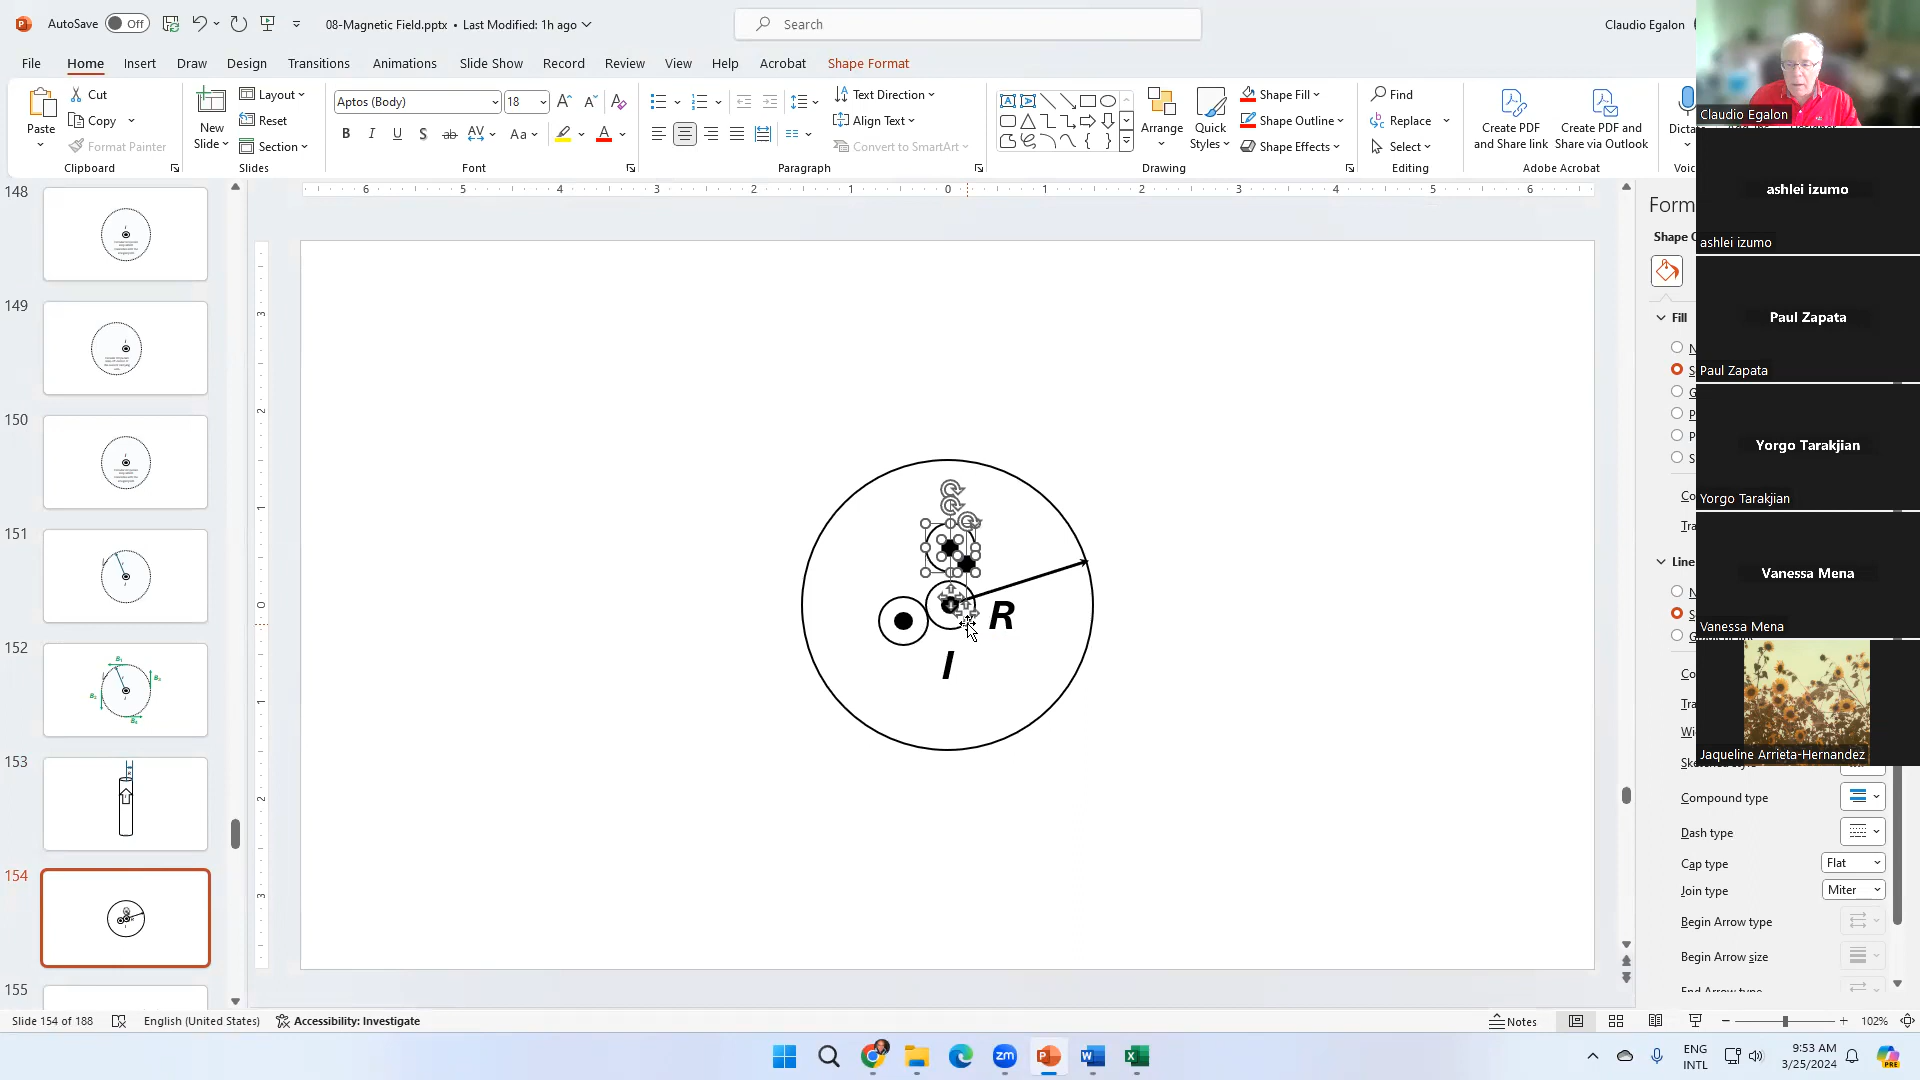 AutoSave Off
08-Magnetic Field.pptx • Last Modified: 1h ago
Search
Claudio Egalon
File Home Insert Draw Design Transitions Animations Slide Show Record Review View Help Acrobat Shape Format
Paste
Cut
Copy
Format Painter
Clipboard
New Slide
Layout
Reset
Section
Slides
Aptos (Body) 18
Font
Text Direction
Align Text
Convert to SmartArt
Paragraph
Arrange
Quick Styles
Shape Fill
Shape Outline
Shape Effects
Drawing
Find
Replace
Select
Editing
Create PDF and Share link
Create PDF and Share via Outlook
Adobe Acrobat
148
149
150
151
152
153
154
155
R
I
Fill
Line
Compound type
Dash type
Cap type Flat
Join type Miter
Begin Arrow type
Begin Arrow size
Claudio Egalon
ashlei izumo
ashlei izumo
Paul Zapata
Paul Zapata
Yorgo Tarakjian
Yorgo Tarakjian
Vanessa Mena
Vanessa Mena
Jaqueline Arrieta-Hernandez
Slide 154 of 188
English (United States)
Accessibility: Investigate
Notes
102%
ENG
INTL
9:53 AM
3/25/2024